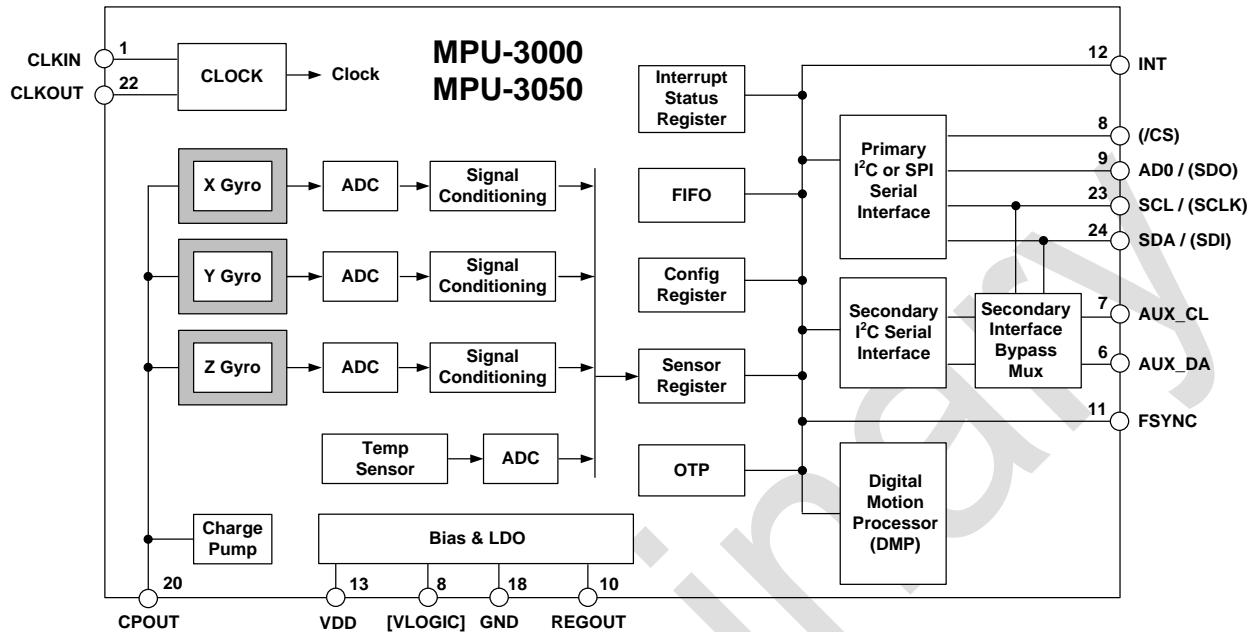 MPU-3000
MPU-3050
1
CLKIN
22
CLKOUT
CLOCK
Clock
X Gyro
ADC
Signal
Conditioning
Y Gyro
ADC
Signal
Conditioning
Z Gyro
ADC
Signal
Conditioning
Temp
Sensor
ADC
Charge
Pump
Bias & LDO
20
CPOUT
13
VDD
8
[VLOGIC]
18
GND
10
REGOUT
Interrupt
Status
Register
FIFO
Config
Register
Sensor
Register
OTP
Primary
I²C or SPI
Serial
Interface
Secondary
I²C Serial
Interface
Secondary
Interface
Bypass
Mux
Digital
Motion
Processor
(DMP)
12
INT
8
(/CS)
9
AD0 / (SDO)
23
SCL / (SCLK)
24
SDA / (SDI)
7
AUX_CL
6
AUX_DA
11
FSYNC
inary